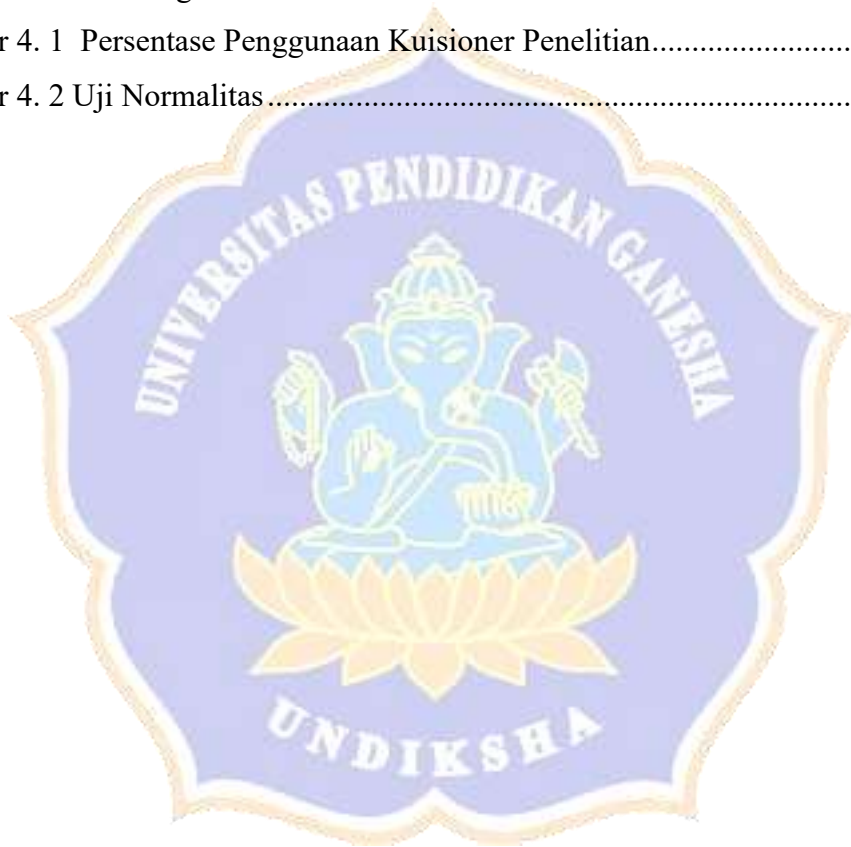 r 4. 1 Persentase Penggunaan Kuisioner Penelitian.......................
r 4. 2 Uji Normalitas.......................................................................
UNIVERSITAS PENDIDIKAN GANESHA
UNDIKSHA